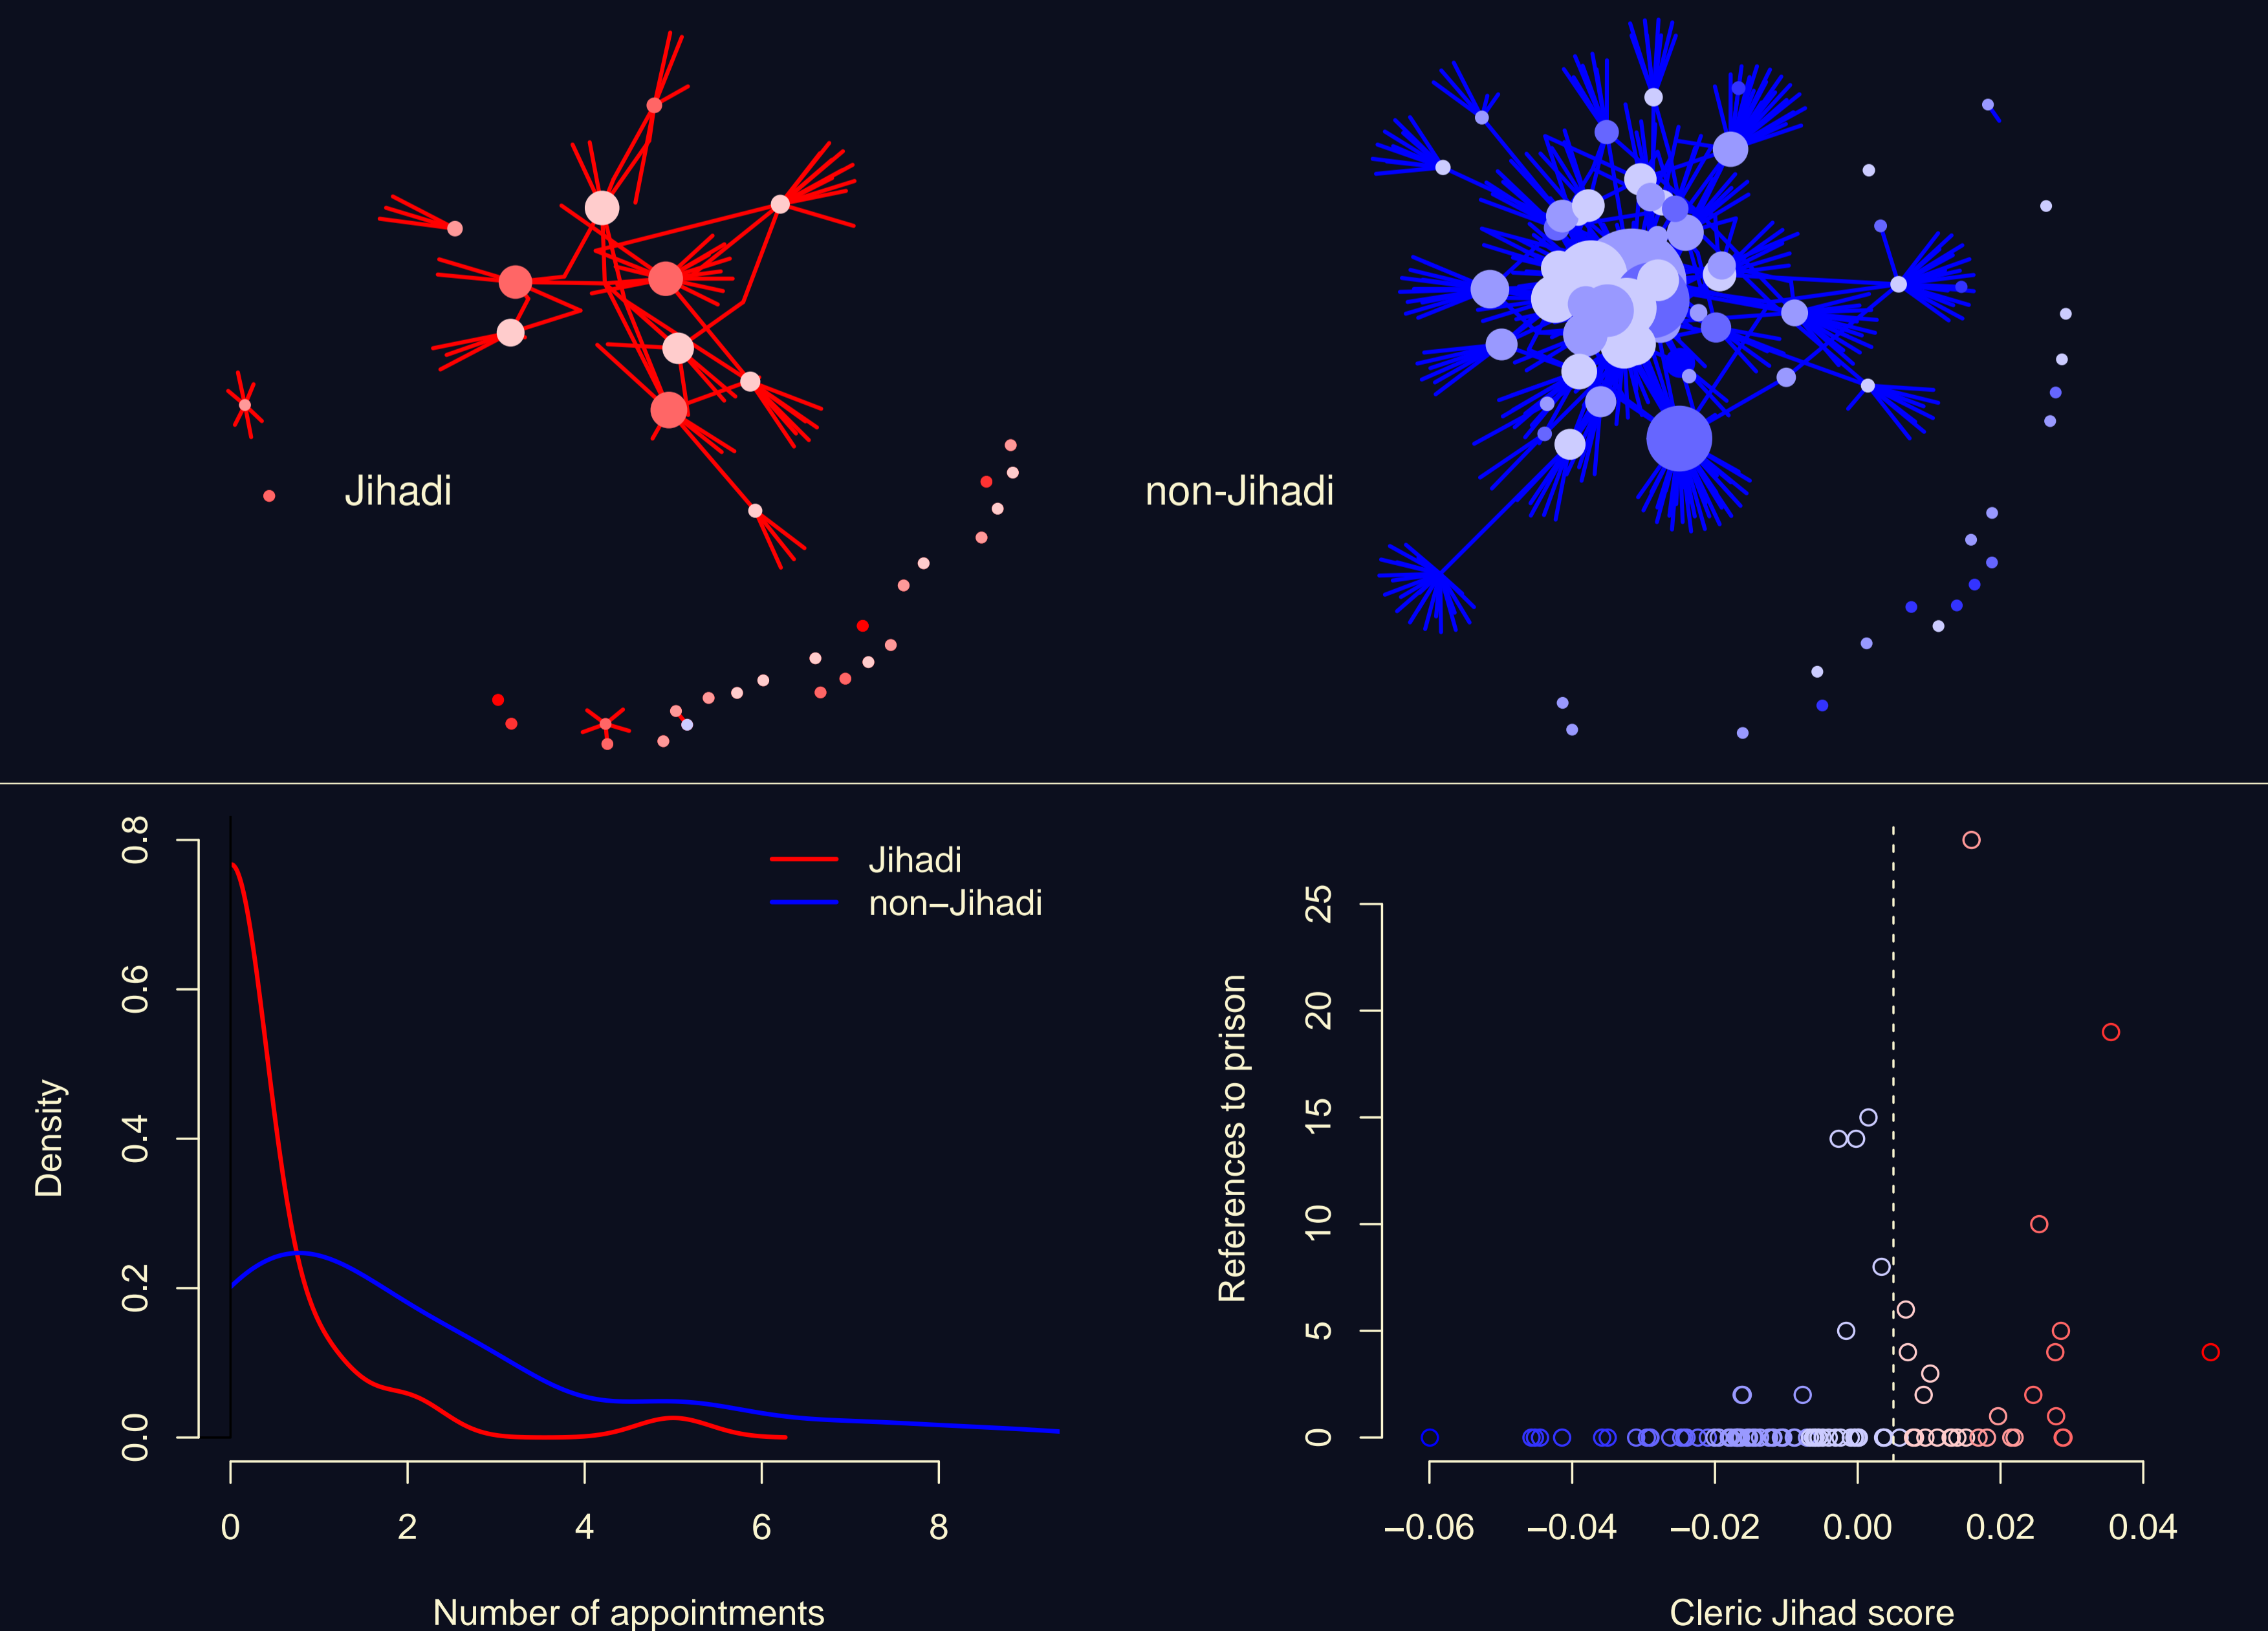 Jihadi
non-Jihadi
0.8
0.6
0.4
0.2
0.0
Density
Jihadi
non−Jihadi
0 2 4 6 8
Number of appointments
25
20
15
10
5
0
References to prison
−0.06 −0.04 −0.02 0.00 0.02 0.04
Cleric Jihad score